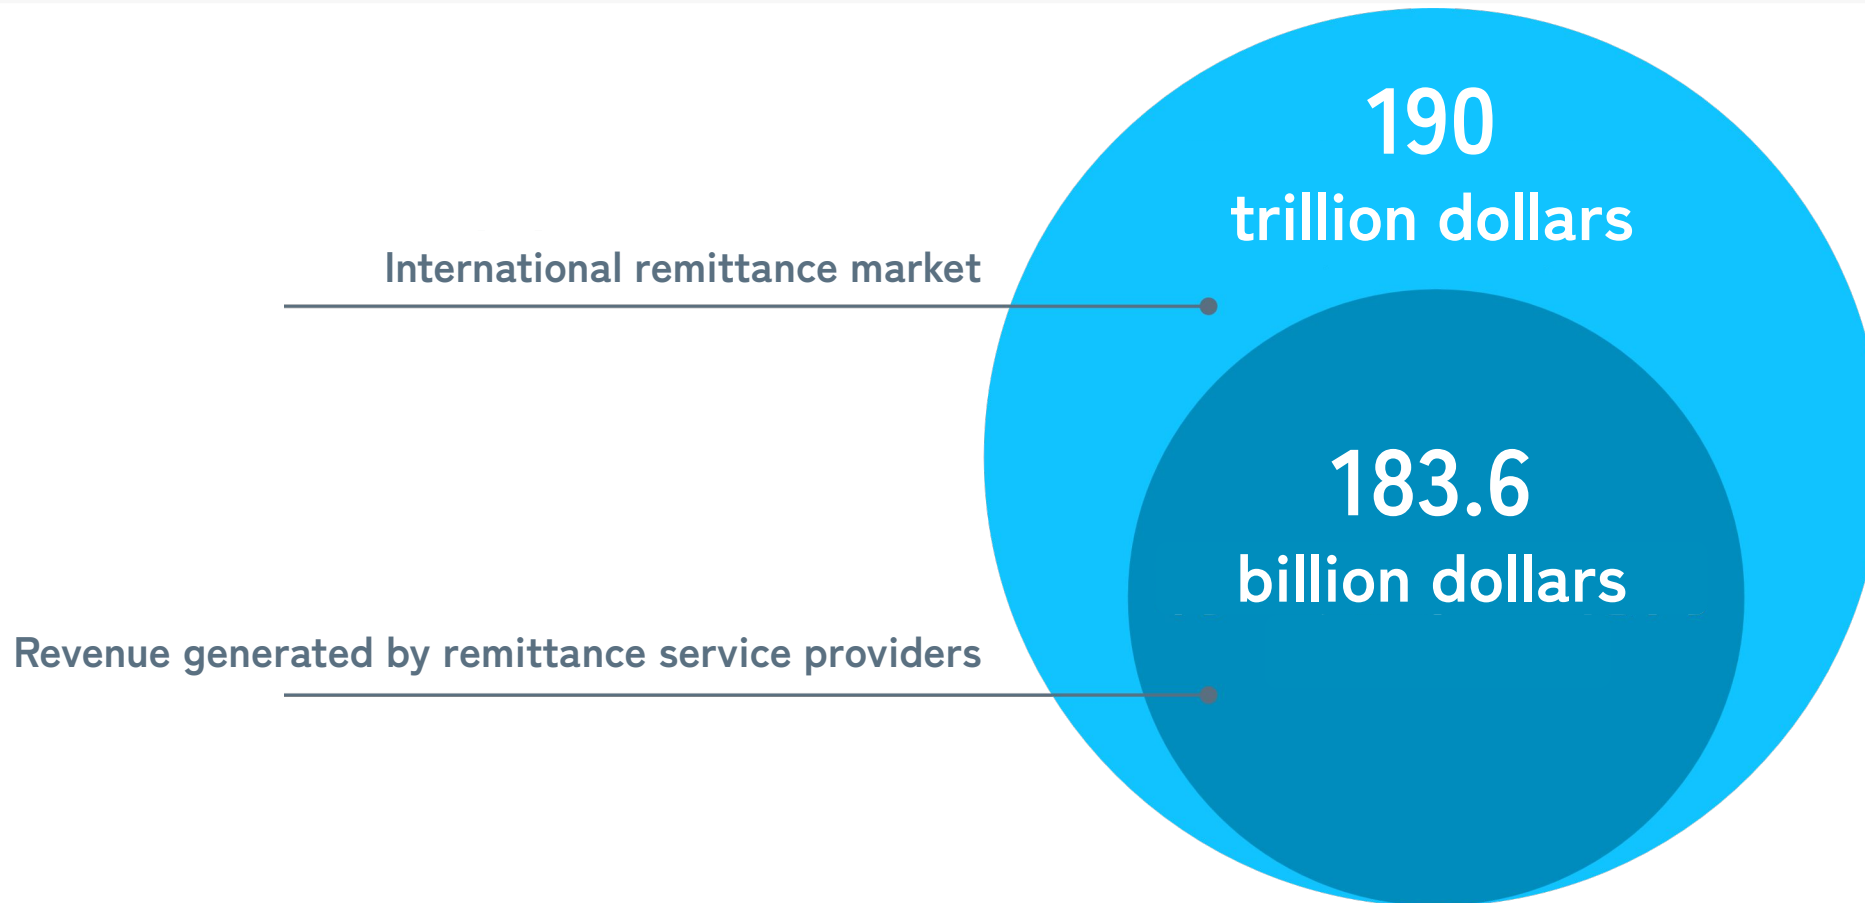 190
trillion dollars
International remittance market
183.6
billion dollars
Revenue generated by remittance service providers